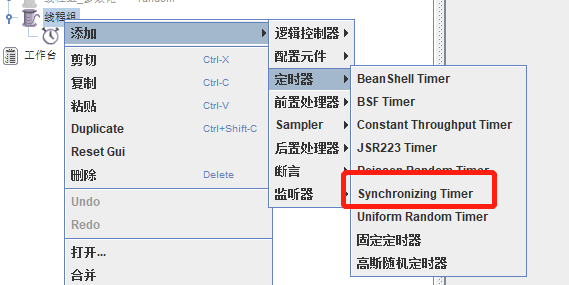 线程组
添加
剪切 Ctrl-X
复制 Ctrl-C
粘贴 Ctrl-V
Duplicate Ctrl+Shift-C
Reset Gui
删除 Delete
Undo
Redo
打开...
合并
工作台
逻辑控制器
配置元件
定时器
前置处理器
Sampler
后置处理器
断言
监听器
BeanShell Timer
BSF Timer
Constant Throughput Timer
JSR223 Timer
Poisson Random Timer
Synchronizing Timer
Uniform Random Timer
固定定时器
高斯随机定时器